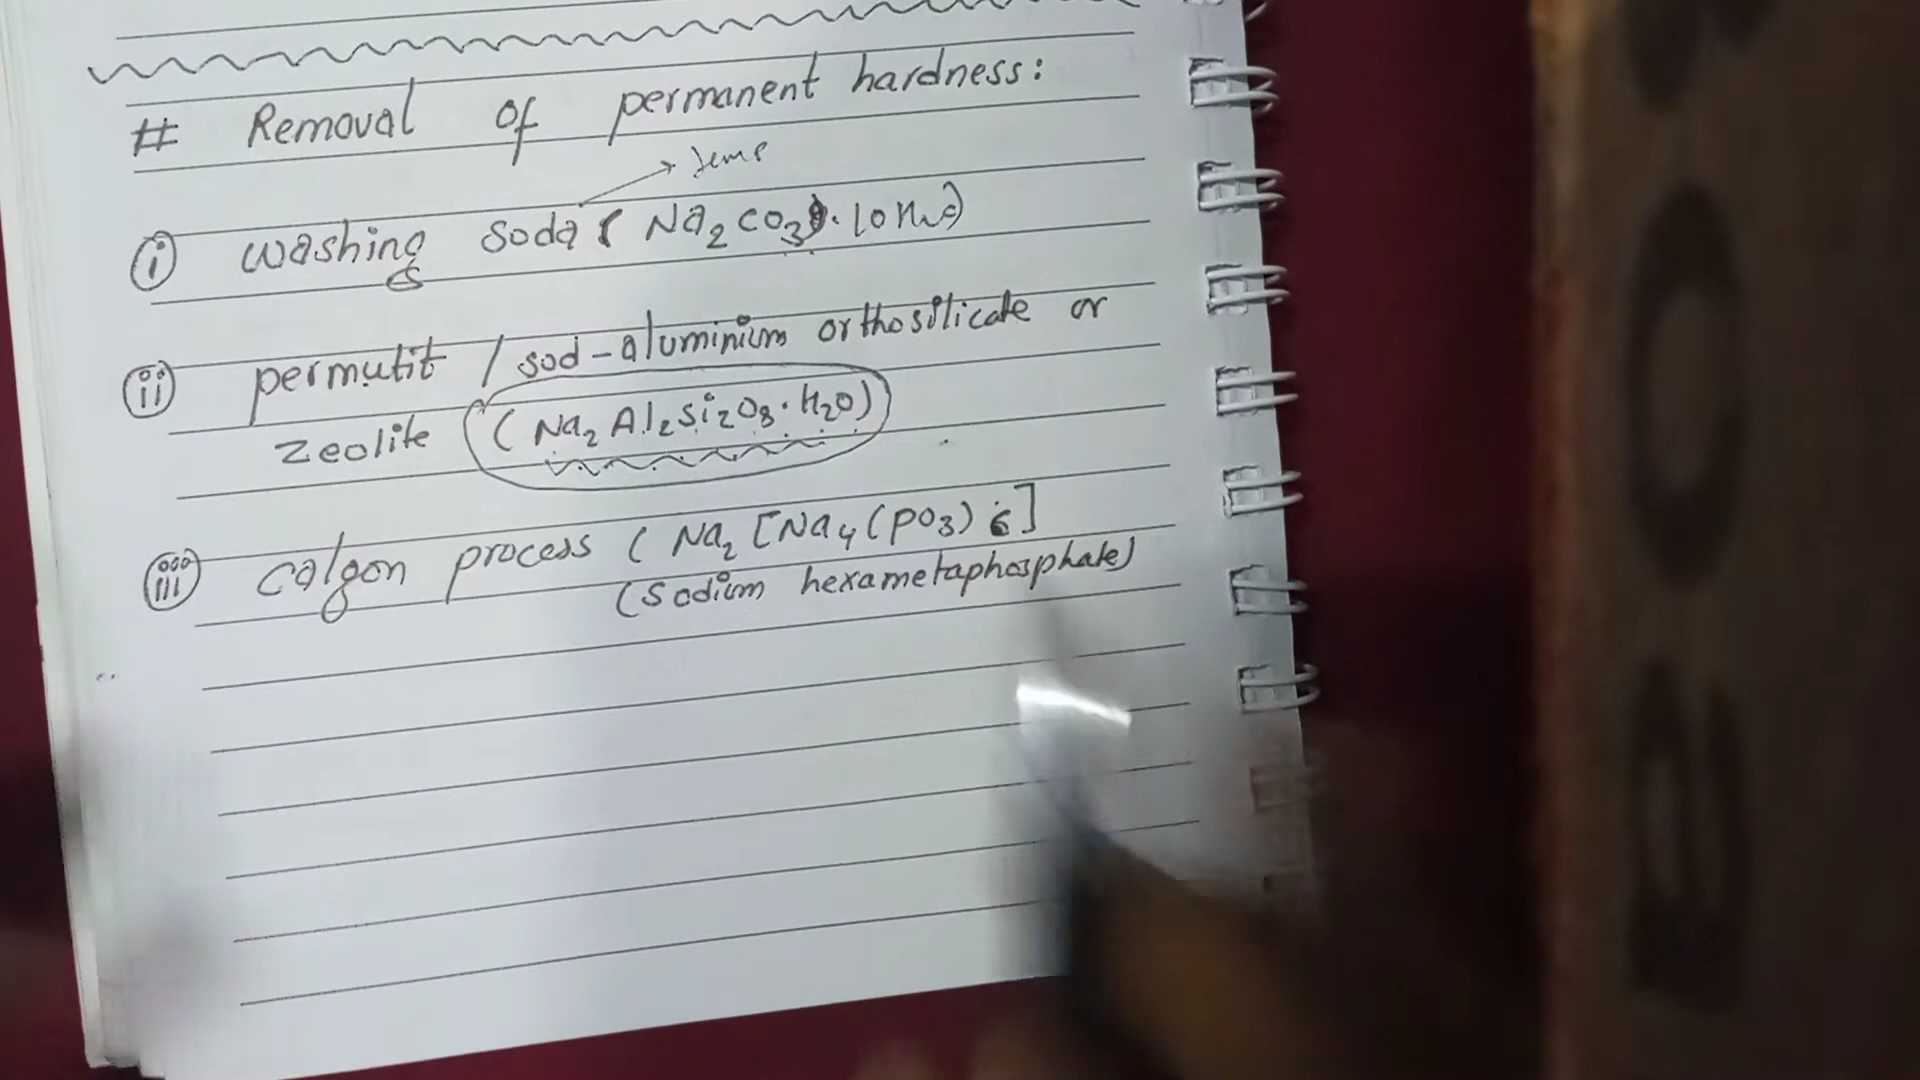 # Removal of permanent hardness:
→ temp
(i) washing soda ( Na2CO3.10H2O)
(ii) permutit / sod-aluminium orthosilicate or
zeolite (Na2Al2Si2O8.H2O)
(iii) calgon process ( Na2[Na4(PO3)6]
(Sodium hexametaphosphate)